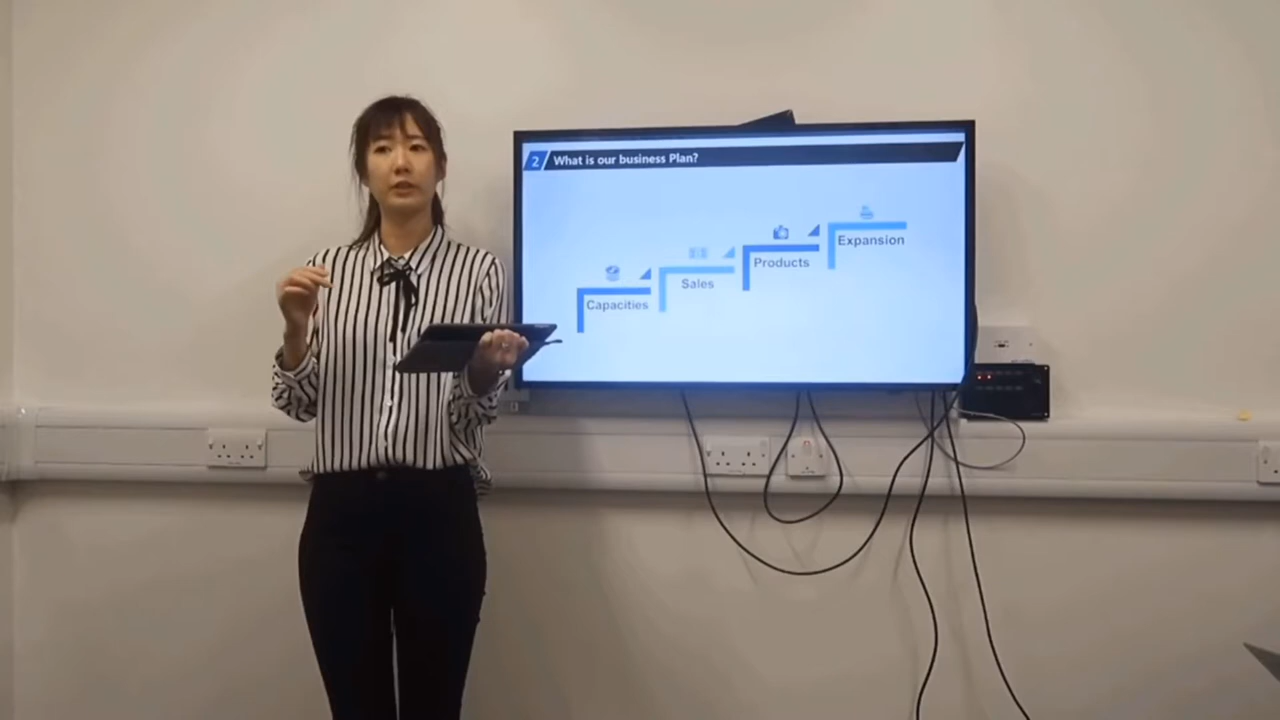 2 What is our business Plan?
Capacities
Sales
Products
Expansion